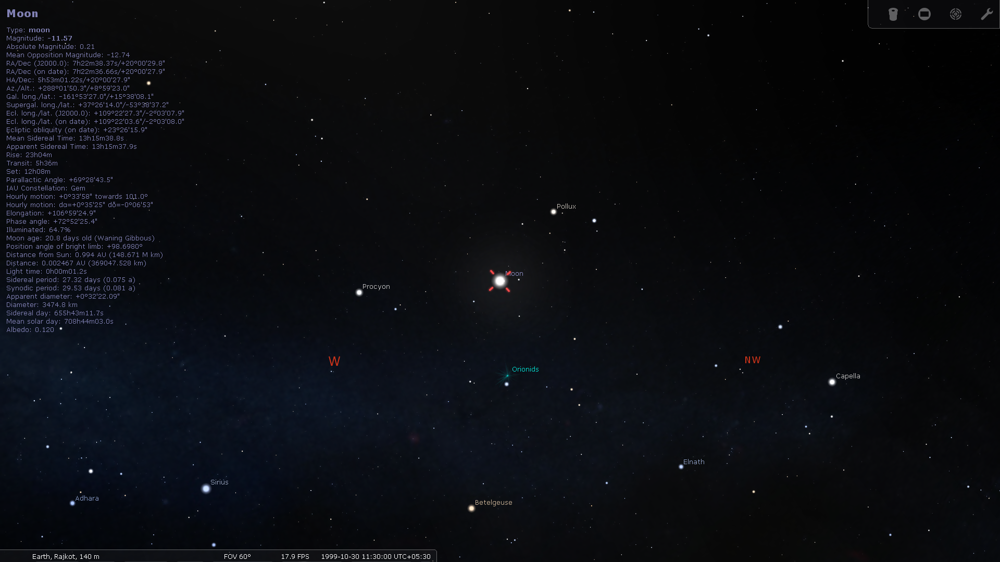 Moon
Type: moon
Magnitude: -11.57
Absolute Magnitude: 0.21
Mean Opposition Magnitude: -12.74
RA/Dec (J2000.0): 7h22m38.37s/+20°00'29.8"
RA/Dec (on date): 7h22m36.66s/+20°00'27.9"
HA/Dec: 5h53m01.22s/+20°00'27.9"
Az./Alt.: +288°01'50.3"/+8°59'23.0"
Gal. long./lat.: -161°53'27.0"/+15°38'08.1"
Supergal. long./lat.: +37°26'14.0"/-53°38'37.2"
Ecl. long./lat. (J2000.0): +109°22'27.3"/-2°03'07.9"
Ecl. long./lat. (on date): +109°22'03.6"/-2°03'08.0"
Ecliptic obliquity (on date): +23°26'15.9"
Mean Sidereal Time: 13h15m38.8s
Apparent Sidereal Time: 13h15m37.9s
Rise: 23h04m
Transit: 5h36m
Set: 12h08m
Parallactic Angle: +69°28'43.5"
IAU Constellation: Gem
Hourly motion: +0°33'58" towards 101.0°
Hourly motion: dα=+0°35'25" dδ=-0°06'53"
Elongation: +106°59'24.9"
Phase angle: +72°52'25.4"
Illuminated: 64.7%
Moon age: 20.8 days old (Waning Gibbous)
Position angle of bright limb: +98.6980°
Distance from Sun: 0.994 AU (148.671 M km)
Distance: 0.002467 AU (369047.528 km)
Light time: 0h00m01.2s
Sidereal period: 27.32 days (0.075 a)
Synodic period: 29.53 days (0.081 a)
Apparent diameter: +0°32'22.09"
Diameter: 3474.8 km
Sidereal day: 655h43m11.7s
Mean solar day: 708h44m03.0s
Albedo: 0.120
Pollux
Moon
Procyon
W
NW
Orionids
Capella
Elnath
Sirius
Adhara
Betelgeuse
Earth, Rajkot, 140 m FOV 60° 17.9 FPS 1999-10-30 11:30:00 UTC+05:30